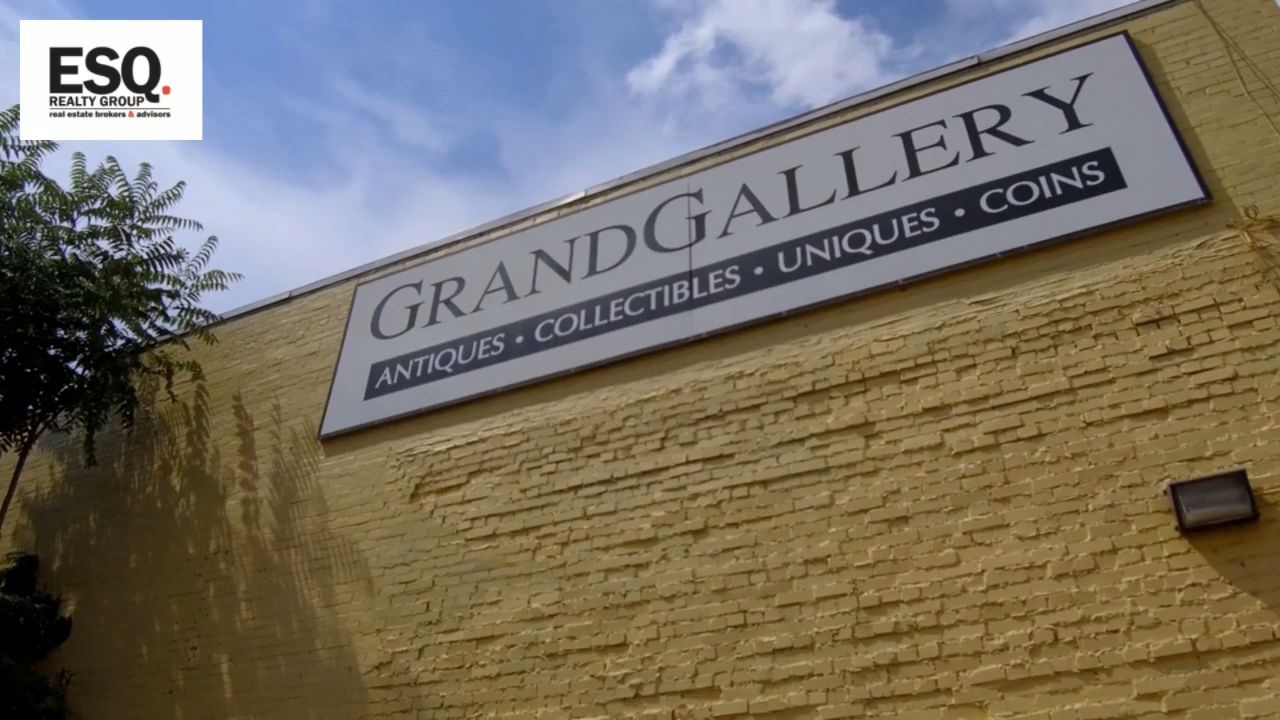 ESQ.
REALTY GROUP
real estate brokers & advisors
GRANDGALLERY
ANTIQUES • COLLECTIBLES • UNIQUES • COINS